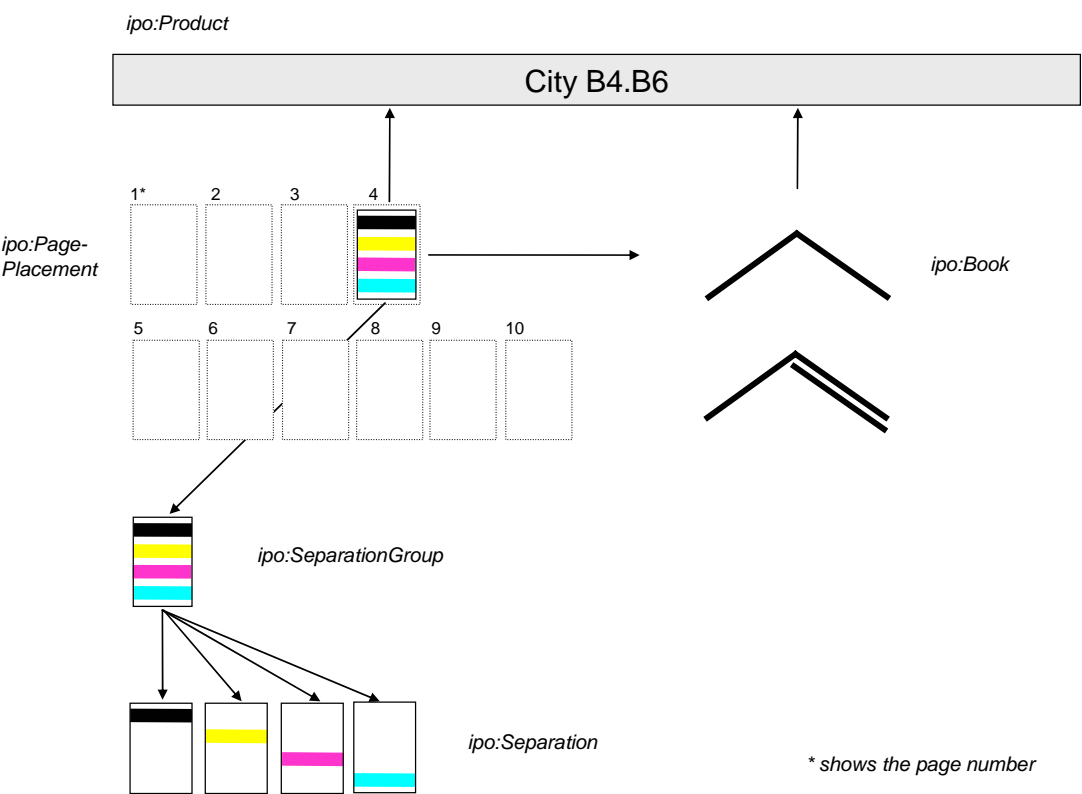 ipo:Product
City B4.B6
1* 2 3 4
ipo:Page-
Placement
ipo:Book
5 6 7 8 9 10
ipo:SeparationGroup
ipo:Separation
* shows the page number